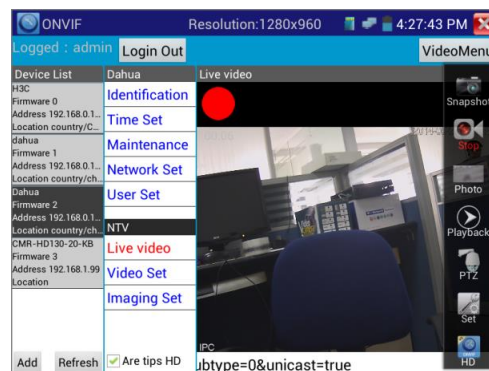 ONVIF
Resolution:1280x960
4:27:43 PM
Logged : admin
Login Out
VideoMenu
Device List
Dahua
Live video
H3C
Firmware 0
Address 192.168.0.1...
Location country/C...
dahua
Firmware 1
Address 192.168.0.1...
Location country/ch...
Dahua
Firmware 2
Address 192.168.0.1...
Location country/ch...
CMR-HD130-20-KB
Firmware 3
Address 192.168.1.99
Location
Add
Refresh
Identification
Time Set
Maintenance
Network Set
User Set
NTV
Live video
Video Set
Imaging Set
Are tips HD
IPC
ubtype=0&unicast=true
Snapshot
Stop
Photo
Playback
PTZ
Set
HD